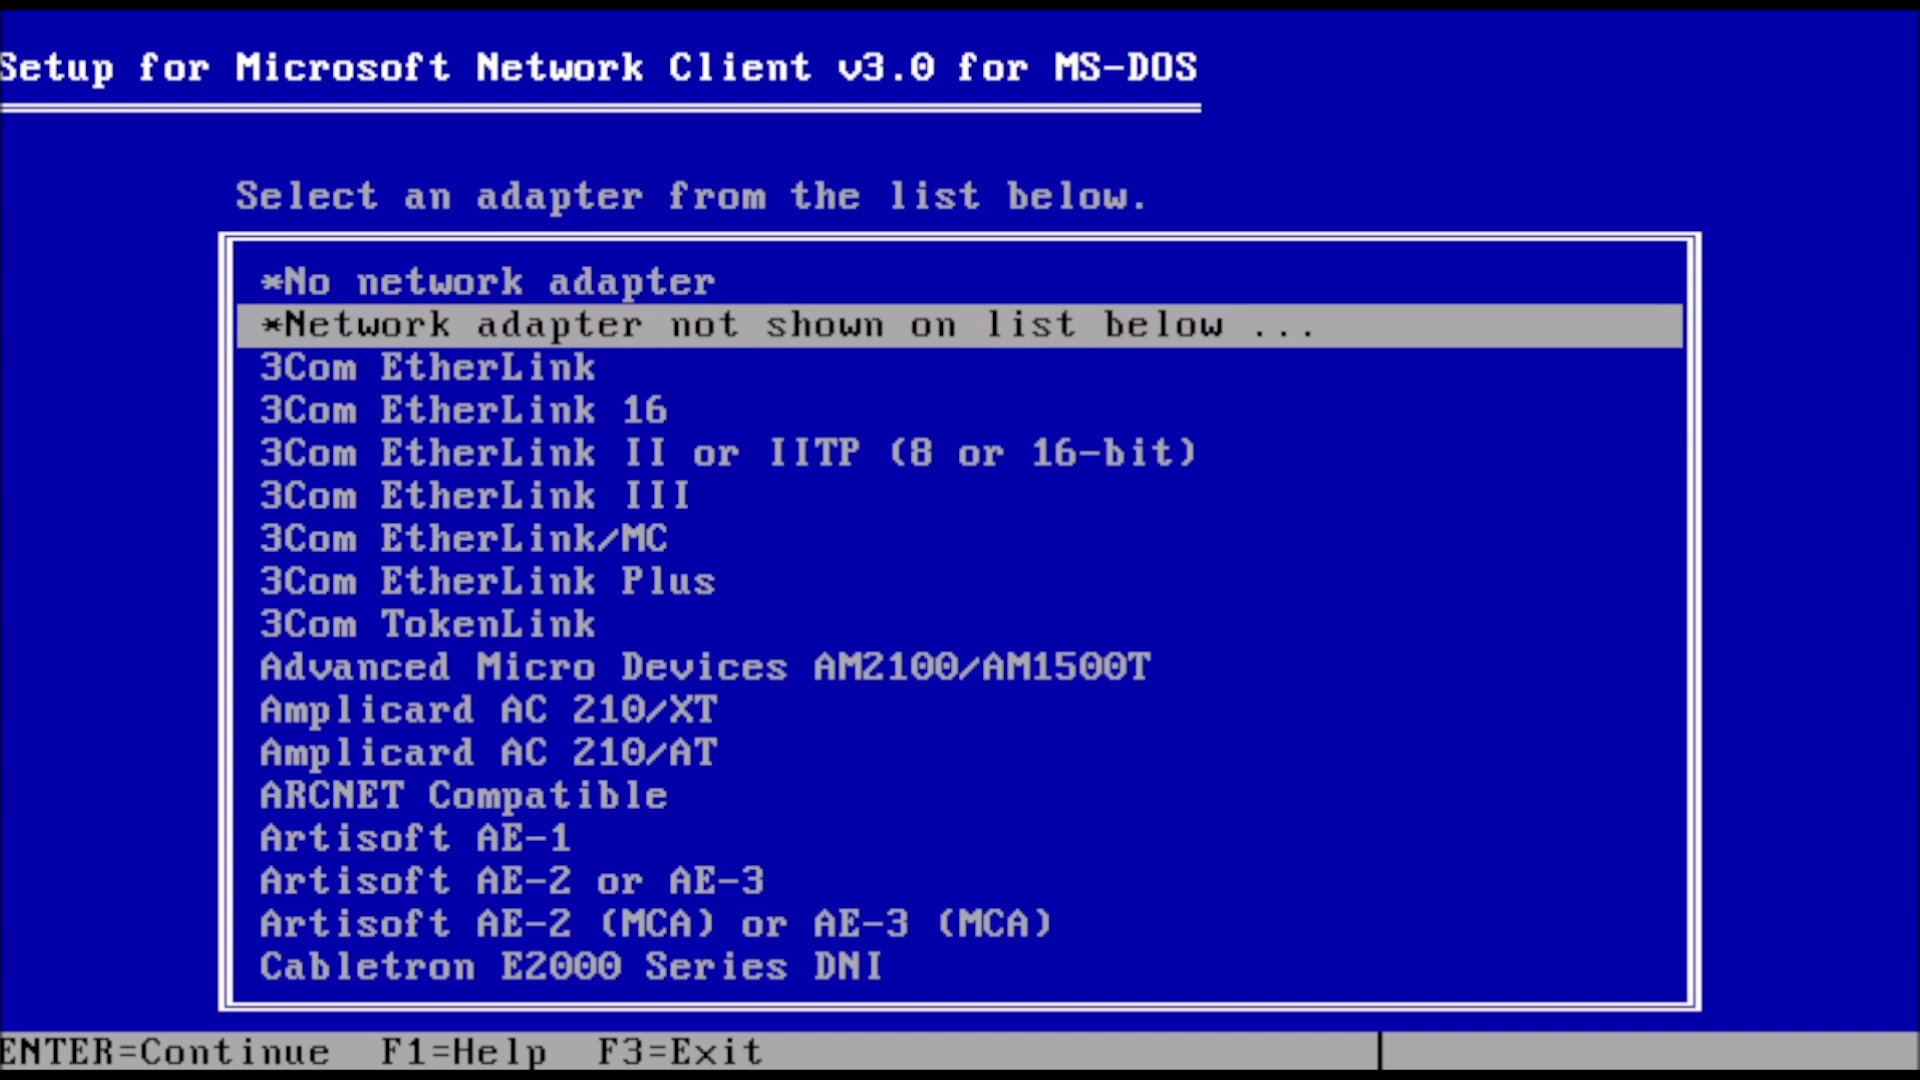 Setup for Microsoft Network Client v3.0 for MS-DOS
Select an adapter from the list below.
*No network adapter
*Network adapter not shown on list below ...
3Com EtherLink
3Com EtherLink 16
3Com EtherLink II or IITP (8 or 16-bit)
3Com EtherLink III
3Com EtherLink/MC
3Com EtherLink Plus
3Com TokenLink
Advanced Micro Devices AM2100/AM1500T
Amplicard AC 210/XT
Amplicard AC 210/AT
ARCNET Compatible
Artisoft AE-1
Artisoft AE-2 or AE-3
Artisoft AE-2 (MCA) or AE-3 (MCA)
Cabletron E2000 Series DNI
ENTER=Continue F1=Help F3=Exit